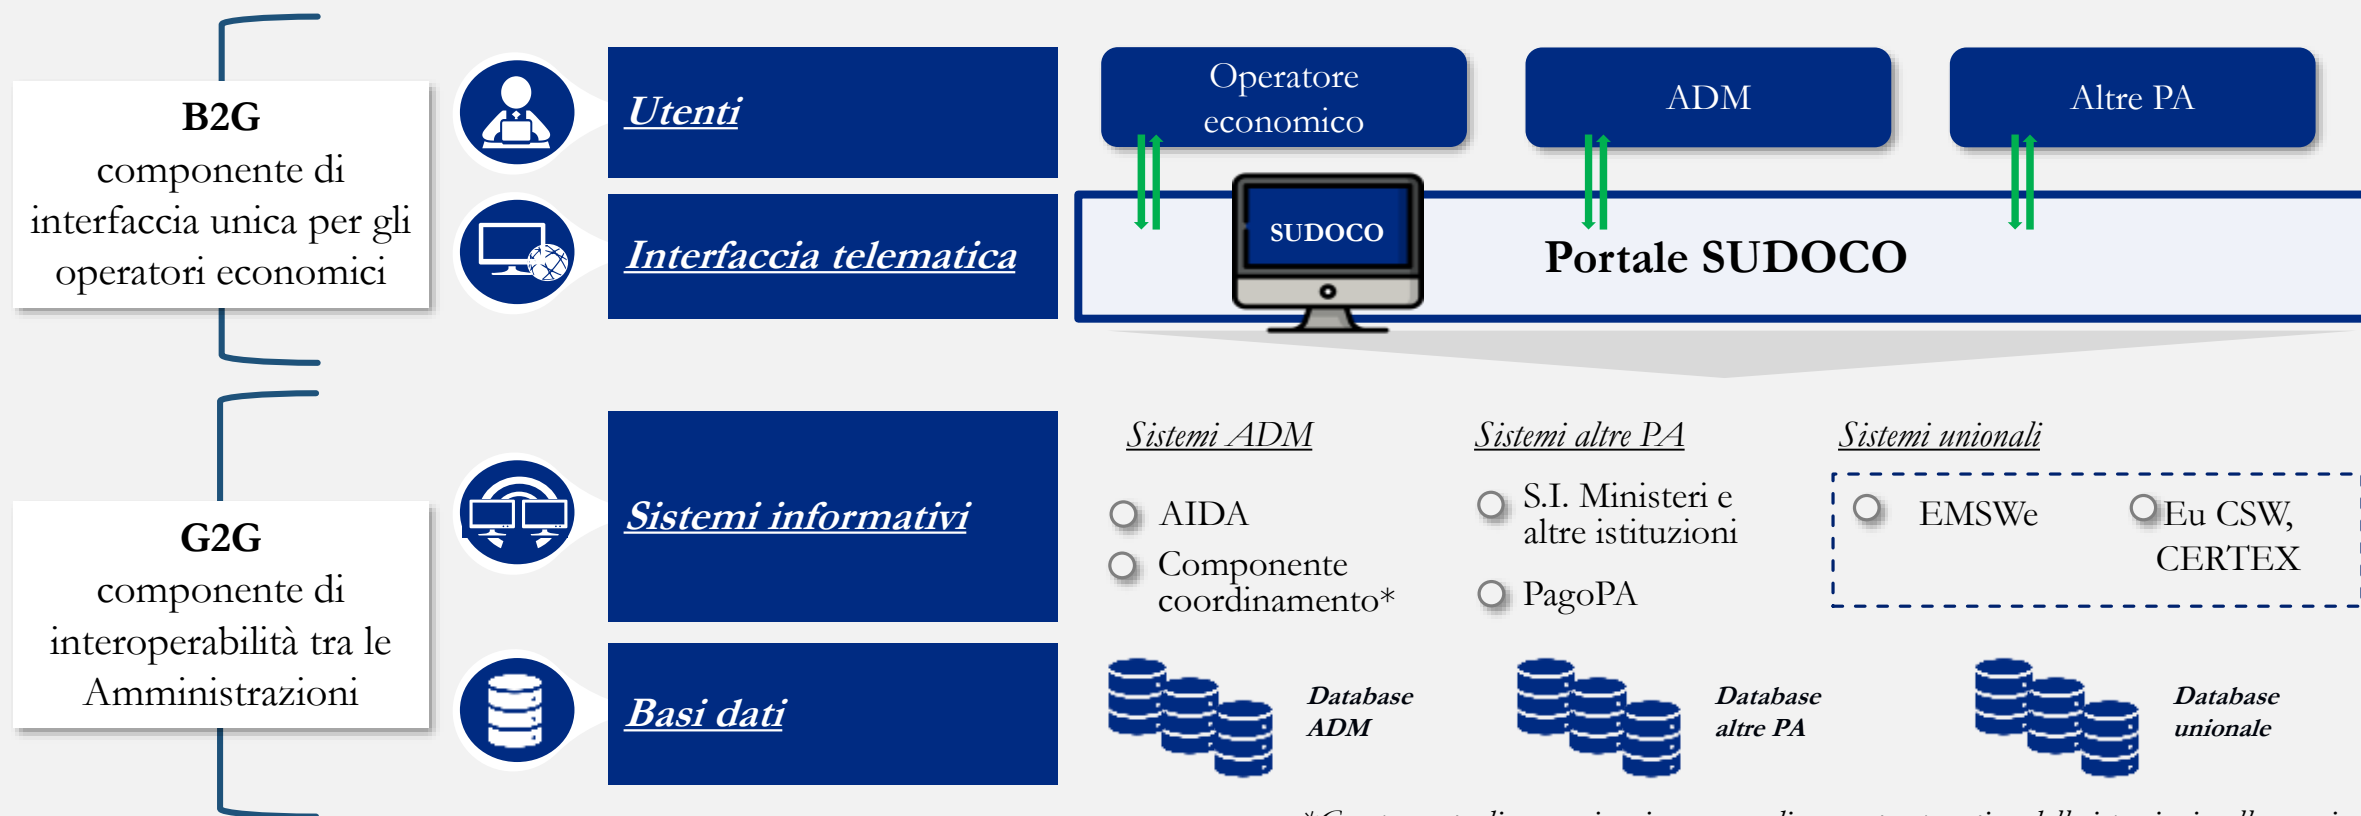 B2G
componente di
interfaccia unica per gli
operatori economici
Utenti
Operatore
economico
ADM
Altre PA
Interfaccia telematica
SUDOCO
Portale SUDOCO
G2G
componente di
interoperabilità tra le
Amministrazioni
Sistemi informativi
Sistemi ADM
AIDA
Componente
coordinamento*
Sistemi altre PA
S.I. Ministeri e
altre istituzioni
PagoPA
Sistemi unionali
EMSWe
Eu CSW,
CERTEX
Basi dati
Database
ADM
Database
altre PA
Database
unionale